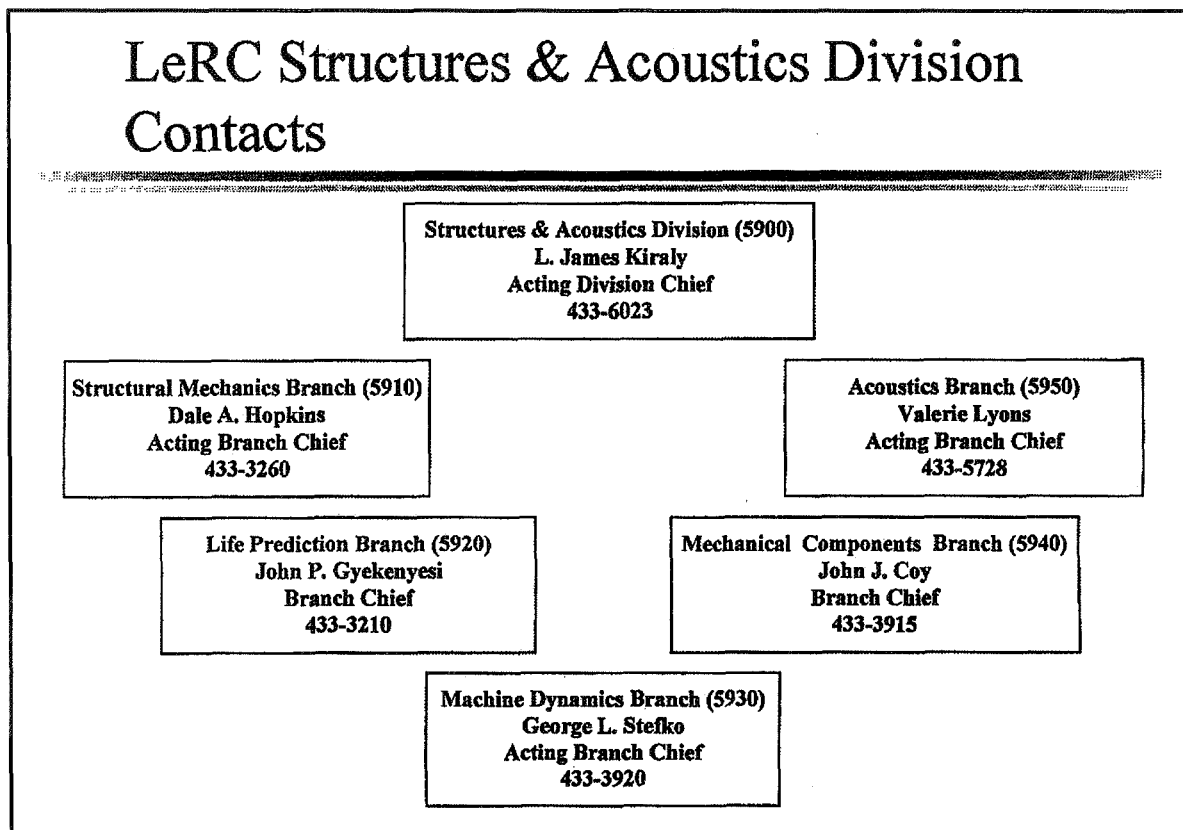 LeRC Structures & Acoustics Division
Contacts
Structures & Acoustics Division (5900)
L. James Kiraly
Acting Division Chief
433-6023
Structural Mechanics Branch (5910)
Dale A. Hopkins
Acting Branch Chief
433-3260
Acoustics Branch (5950)
Valerie Lyons
Acting Branch Chief
433-5728
Life Prediction Branch (5920)
John P. Gyekenyesi
Branch Chief
433-3210
Mechanical Components Branch (5940)
John J. Coy
Branch Chief
433-3915
Machine Dynamics Branch (5930)
George L. Stefko
Acting Branch Chief
433-3920